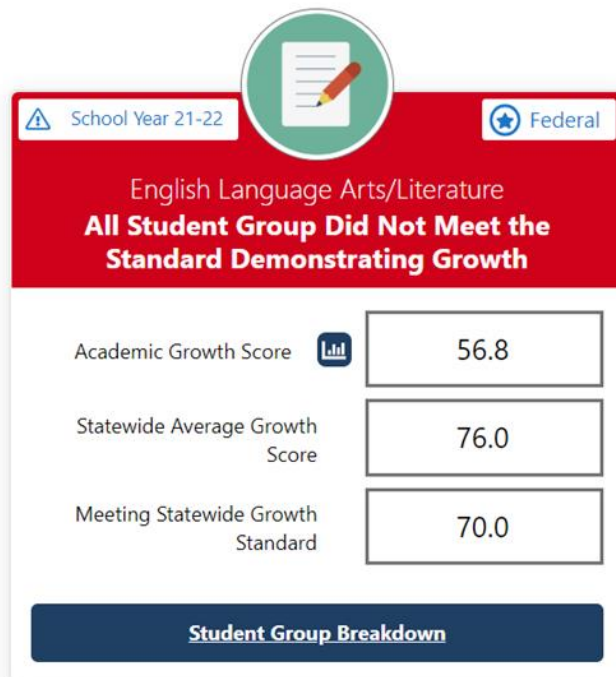 School Year 21-22
Federal
English Language Arts/Literature
All Student Group Did Not Meet the
Standard Demonstrating Growth
Academic Growth Score
56.8
Statewide Average Growth
Score
76.0
Meeting Statewide Growth
Standard
70.0
Student Group Breakdown